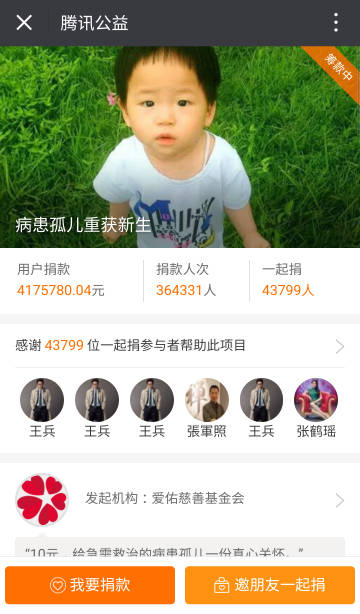 腾讯公益
筹款中
病患孤儿重获新生
用户捐款 捐款人次 一起捐
4175780.04元 364331人 43799人
感谢 43799 位一起捐参与者帮助此项目
王兵 王兵 王兵 張軍照 王兵 张鹤瑶
发起机构：爱佑慈善基金会
“10元，给急需救治的病患孤儿一份真心关怀。”
我要捐款 邀朋友一起捐